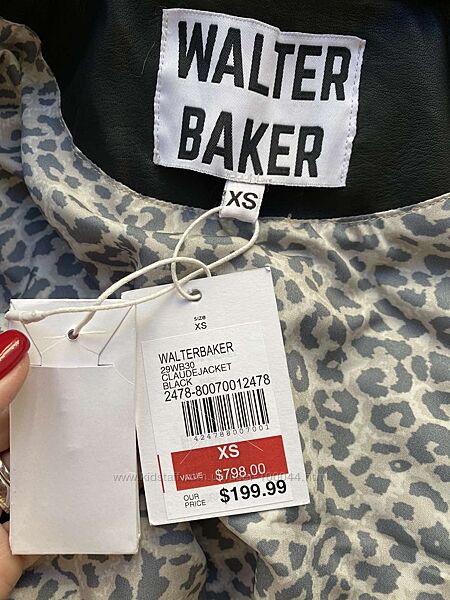 WALTER
BAKER
XS
size
XS
WALTERBAKER
29WB30
CLAUDEJACKET
BLACK
2478-80070012478
424788007001
XS
VALUE $798.00
OUR PRICE $199.99